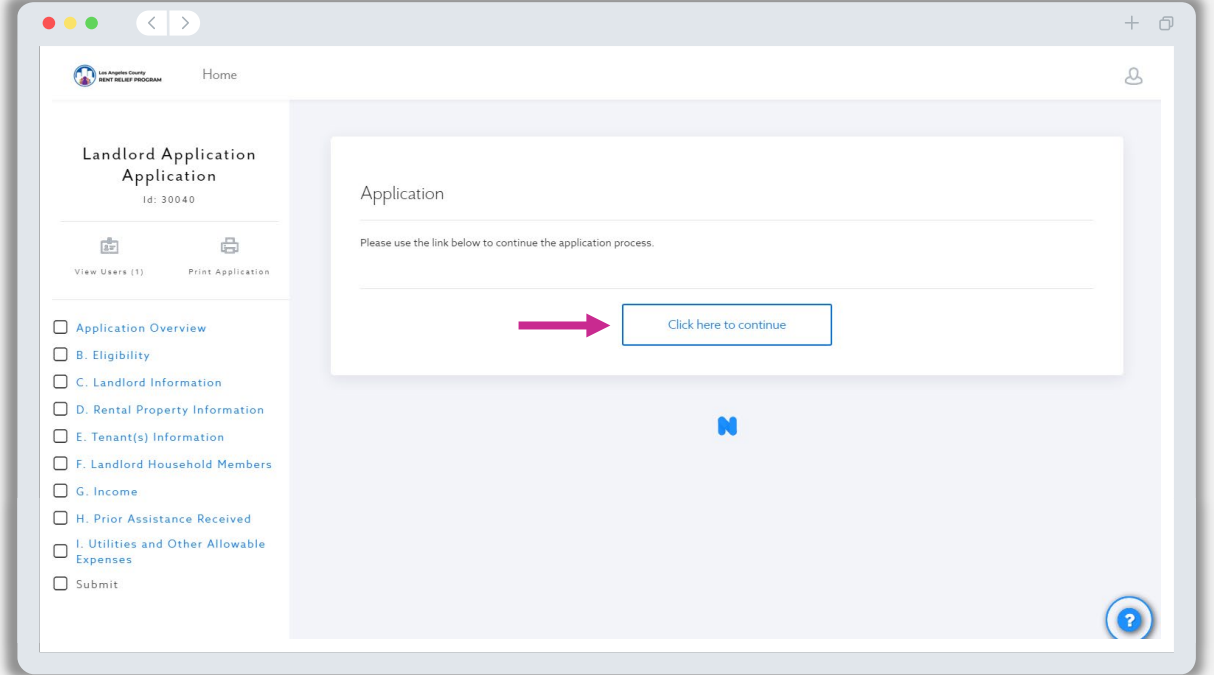 Los Angeles County
RENT RELIEF PROGRAM
Home
Landlord Application
Application
Id: 30040
View Users (1)
Print Application
Application Overview
B. Eligibility
C. Landlord Information
D. Rental Property Information
E. Tenant(s) Information
F. Landlord Household Members
G. Income
H. Prior Assistance Received
I. Utilities and Other Allowable
Expenses
Submit
Application
Please use the link below to continue the application process.
Click here to continue
N
?